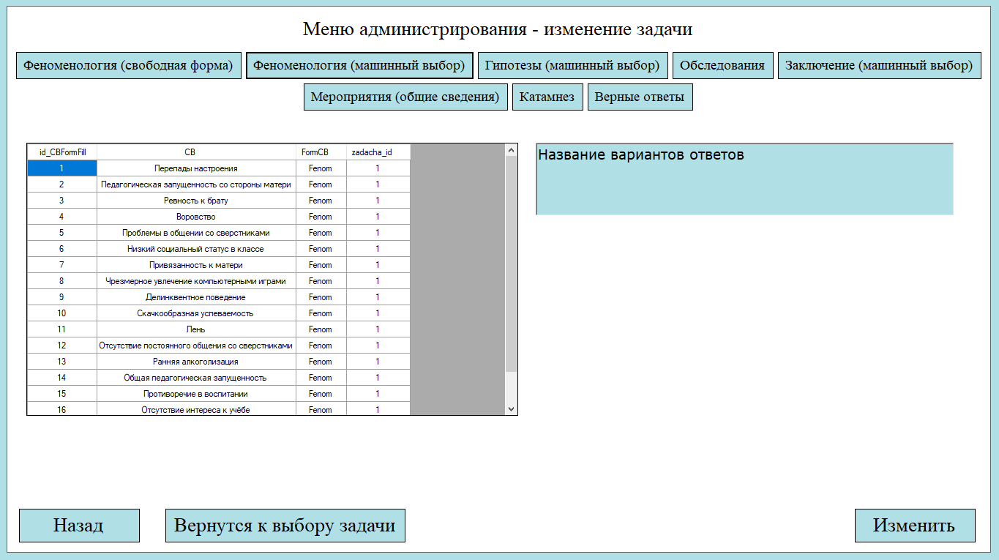 Меню администрирования - изменение задачи
Феноменология (свободная форма) Феноменология (машинный выбор) Гипотезы (машинный выбор) Обследования Заключение (машинный выбор)
Мероприятия (общие сведения) Катамнез Верные ответы
id_CBFormFill CB FormCB zadacha_id
1 Перепады настроения Fenom 1
2 Педагогическая запущенность со стороны матери Fenom 1
3 Ревность к брату Fenom 1
4 Воровство Fenom 1
5 Проблемы в общении со сверстниками Fenom 1
6 Низкий социальный статус в классе Fenom 1
7 Привязанность к матери Fenom 1
8 Чрезмерное увлечение компьютерными играми Fenom 1
9 Делинквентное поведение Fenom 1
10 Скачкообразная успеваемость Fenom 1
11 Лень Fenom 1
12 Отсутствие постоянного общения со сверстниками Fenom 1
13 Ранняя алкоголизация Fenom 1
14 Общая педагогическая запущенность Fenom 1
15 Противоречие в воспитании Fenom 1
16 Отсутствие интереса к учёбе Fenom 1
Название вариантов ответов
Назад Вернутся к выбору задачи Изменить